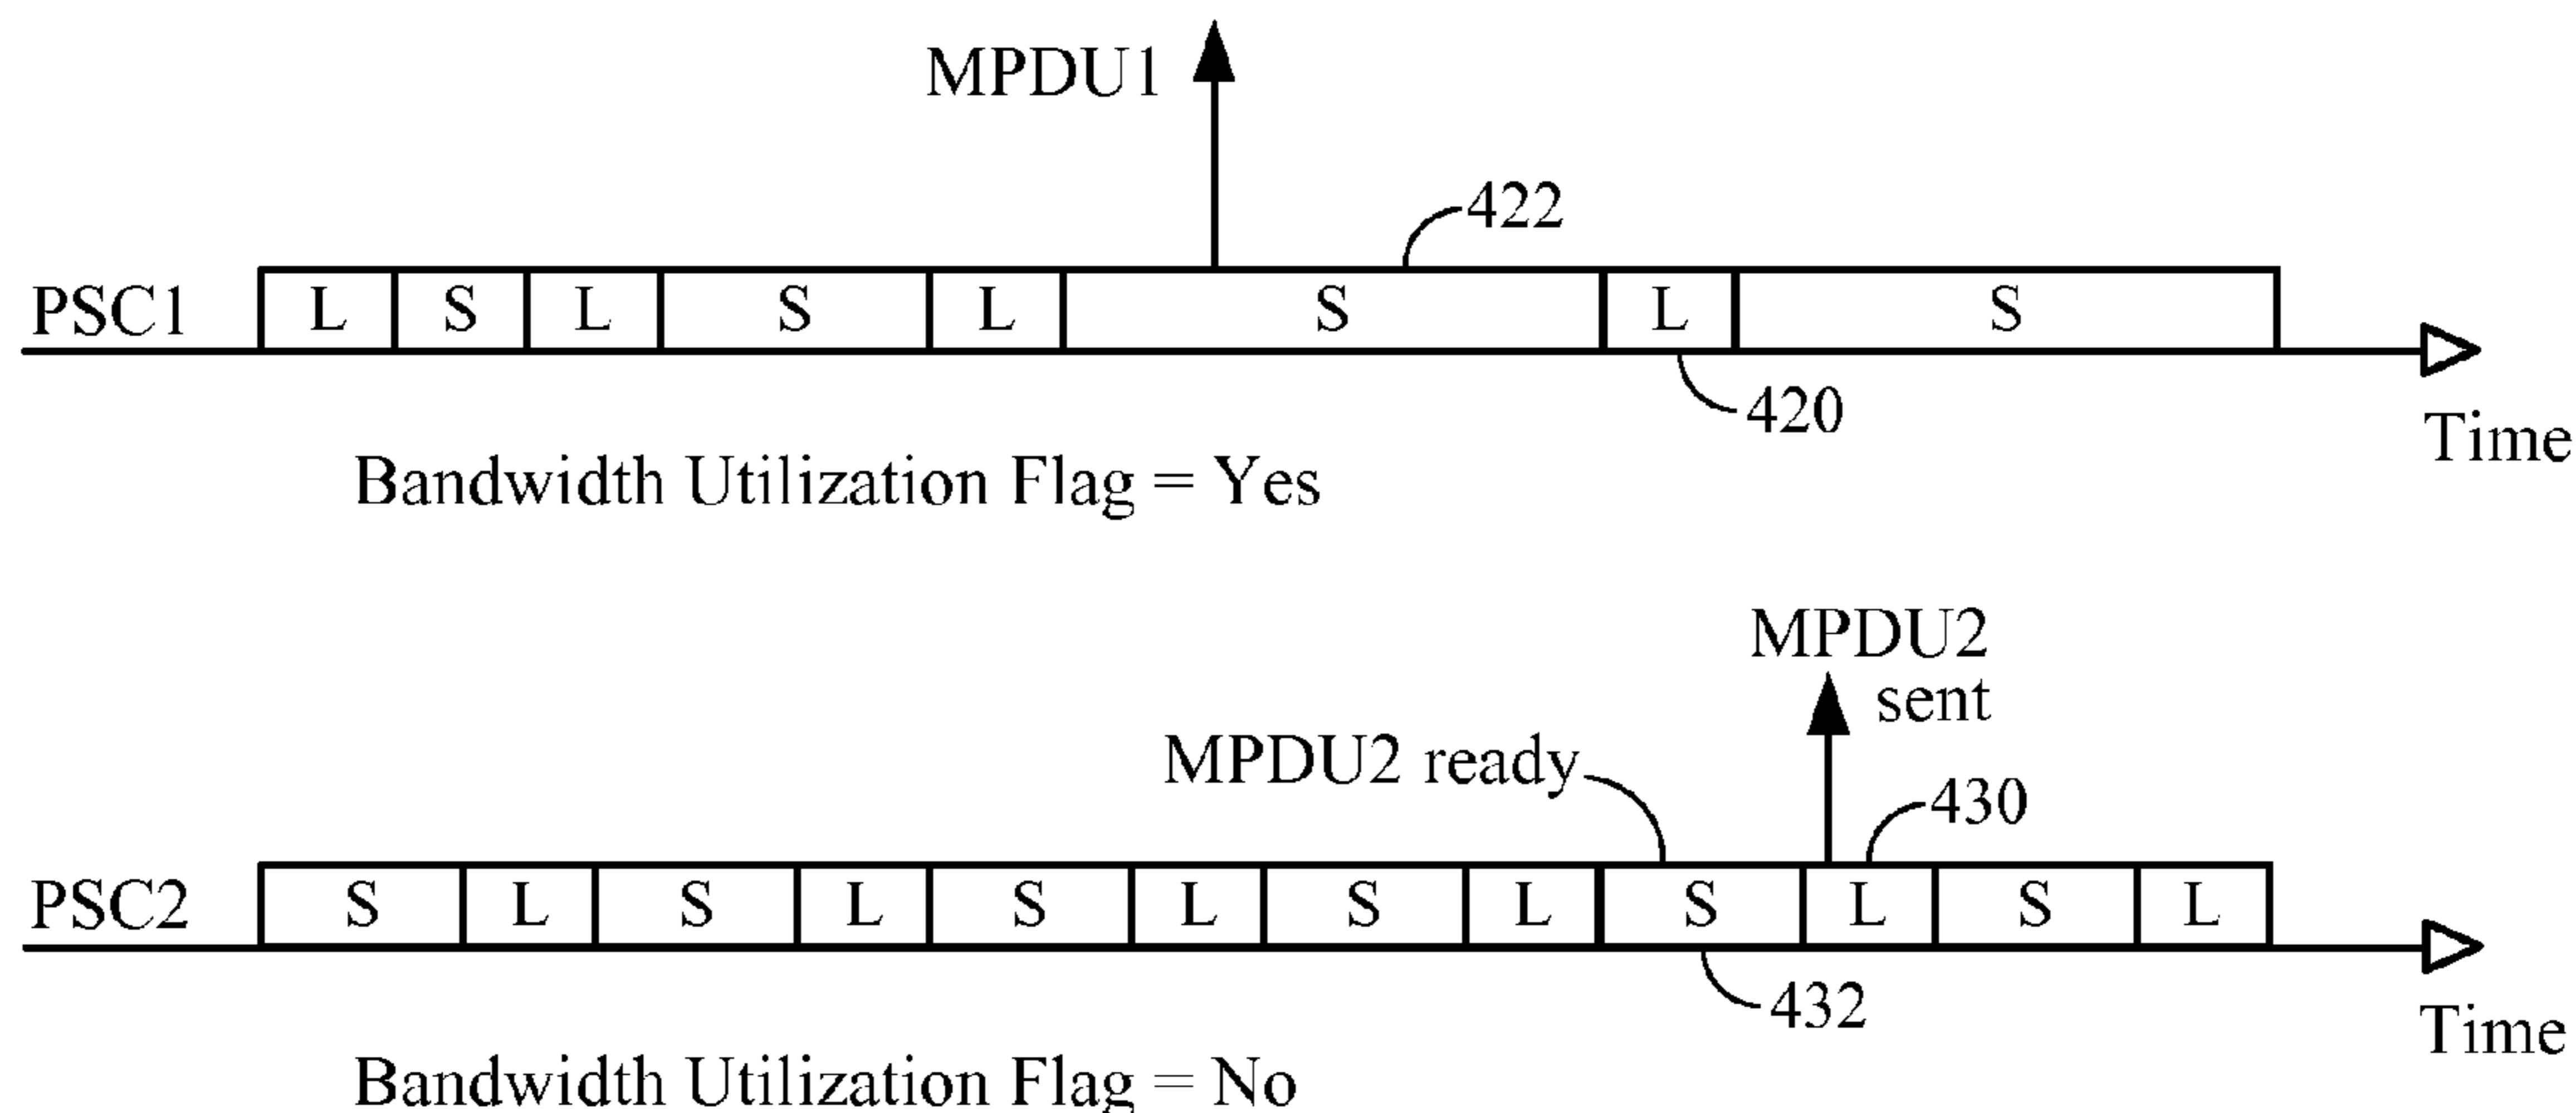 MPDU1
422
PSC1 L S L S L S L S
420
Time
Bandwidth Utilization Flag = Yes
MPDU2
sent
MPDU2 ready
430
PSC2 S L S L S L S L S L S L
432
Time
Bandwidth Utilization Flag = No